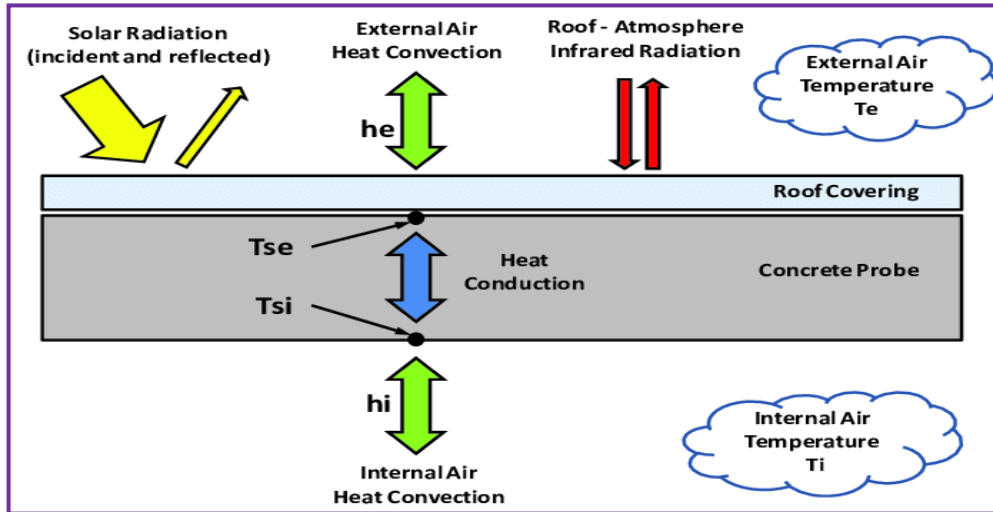 Solar Radiation
(incident and reflected)
External Air
Heat Convection
Roof - Atmosphere
Infrared Radiation
External Air
Temperature
Te
he
Roof Covering
Tse
Heat
Conduction
Concrete Probe
Tsi
hi
Internal Air
Temperature
Ti
Internal Air
Heat Convection